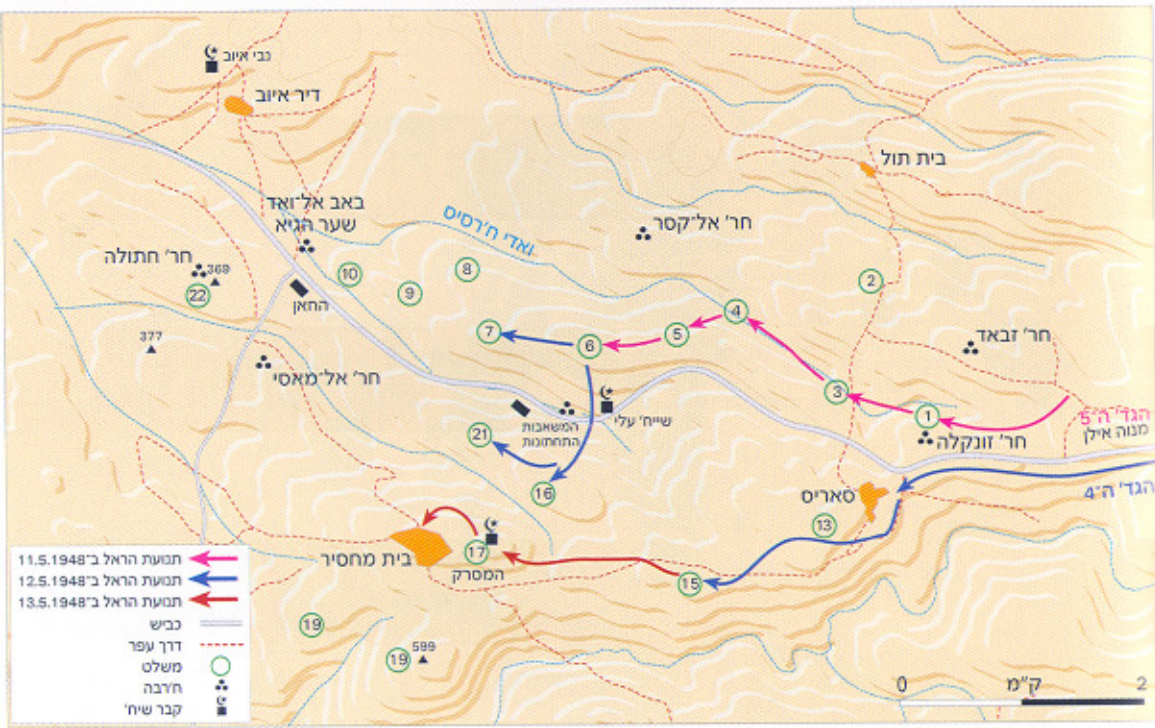 נבי איוב
דיר איוב
בית תול
באב אל־ואד
שער הגיא
ואדי ח'רסיס
חר' אל־קסר
חר' חתולה
369
22
החאן
10
9
8
7
6
5
4
3
2
1
377
חר' אל־מאסי
חר' זבאד
הגד' ה־5
מנוה אילן
חר' זונקלה
שייח' עלי
המשאבות
התחתונות
21
16
סאריס
הגד' ה־4
13
15
17
המסרק
בית מחסיר
19
19
599
תנועת הראל ב־11.5.1948
תנועת הראל ב־12.5.1948
תנועת הראל ב־13.5.1948
כביש
דרך עפר
משלט
ח'רבה
קבר שיח'
0 ק"מ 2